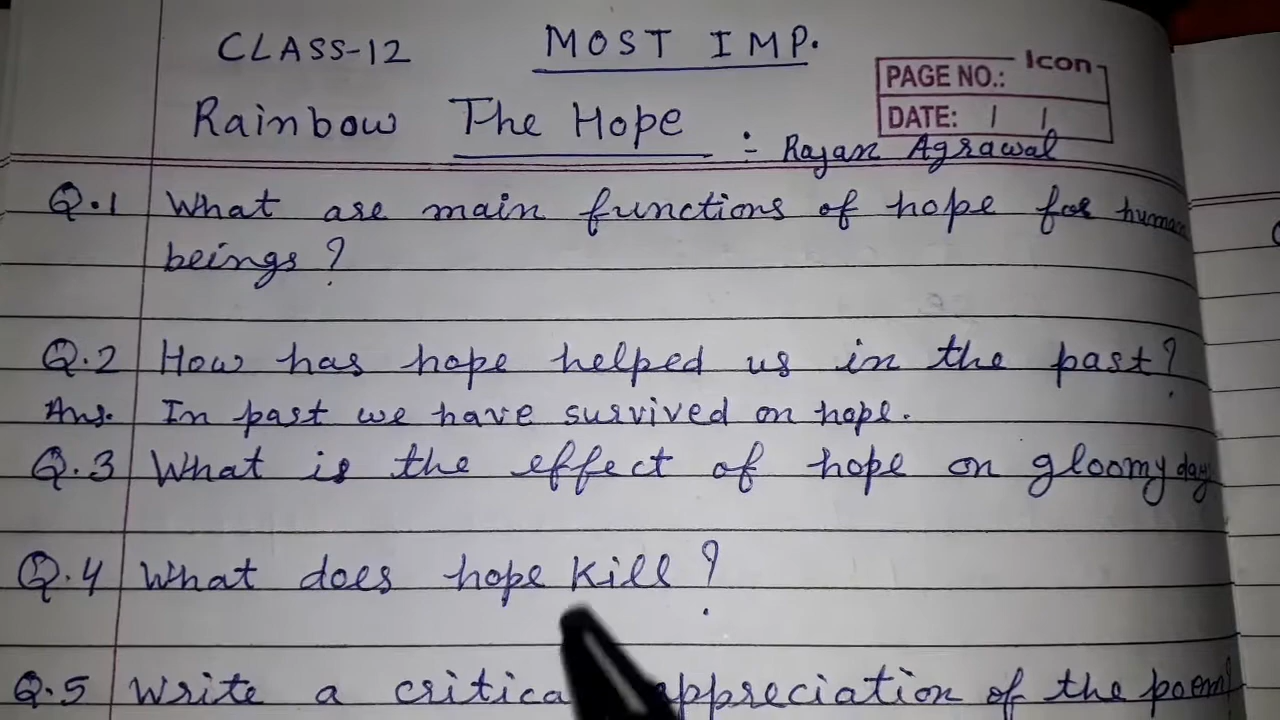 CLASS-12 MOST IMP.
Icon
PAGE NO.:
DATE: / /
Rainbow The Hope :- Rajan Agrawal
Q.1 What are main functions of hope for human
beings ?
Q.2 How has hope helped us in the past ?
Ans. In past we have survived on hope.
Q.3 What is the effect of hope on gloomy day
Q.4 What does hope kill ?
Q.5 Write a critica appreciation of the poem